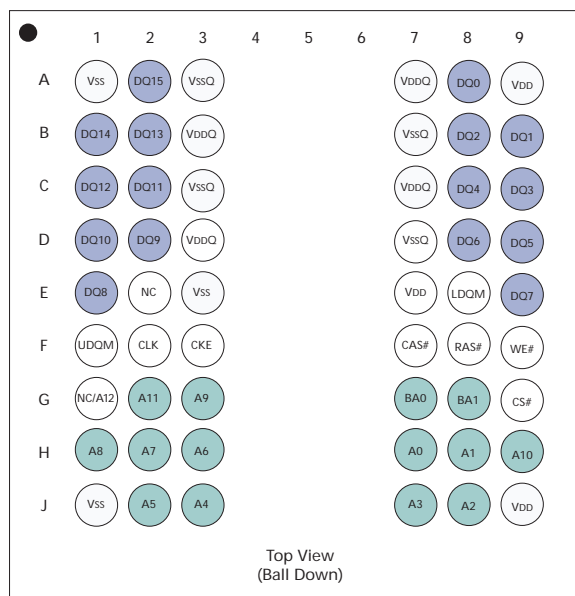 1 2 3 4 5 6 7 8 9
A VSS DQ15 VSSQ VDDQ DQ0 VDD
B DQ14 DQ13 VDDQ VSSQ DQ2 DQ1
C DQ12 DQ11 VSSQ VDDQ DQ4 DQ3
D DQ10 DQ9 VDDQ VSSQ DQ6 DQ5
E DQ8 NC VSS VDD LDQM DQ7
F UDQM CLK CKE CAS# RAS# WE#
G NC/A12 A11 A9 BA0 BA1 CS#
H A8 A7 A6 A0 A1 A10
J VSS A5 A4 A3 A2 VDD
Top View
(Ball Down)